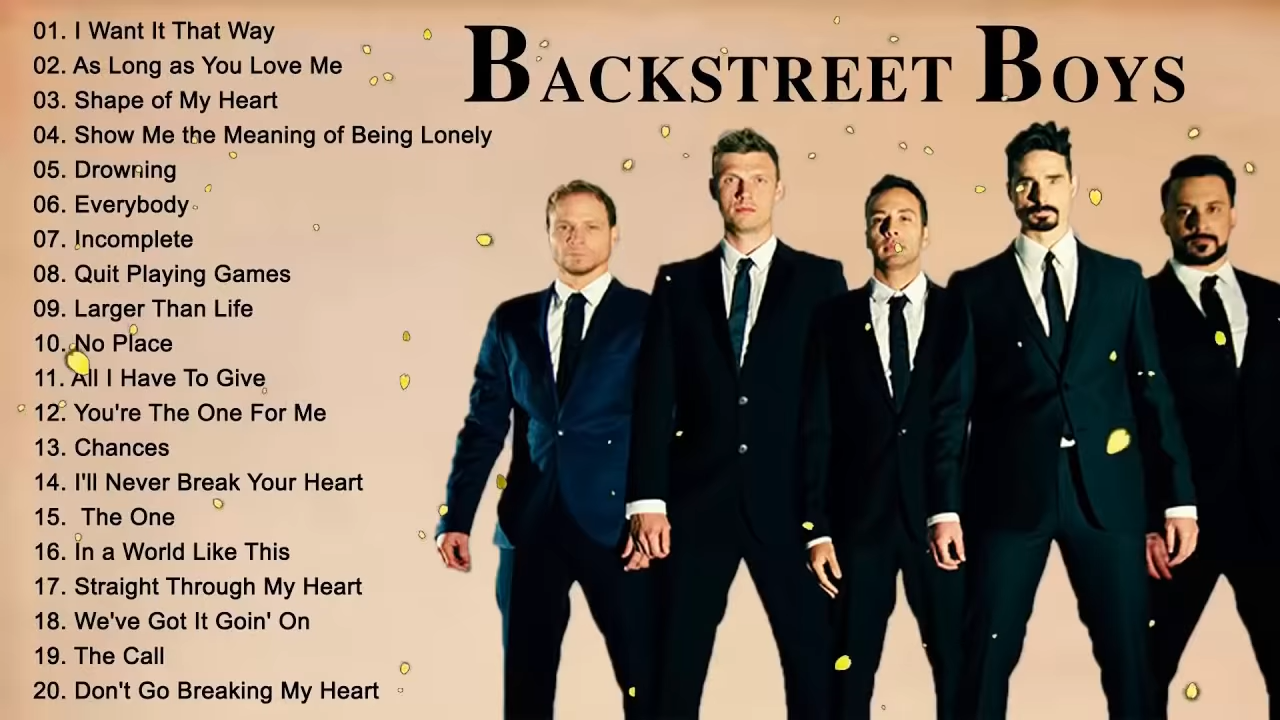 01. I Want It That Way
02. As Long as You Love Me
03. Shape of My Heart
04. Show Me the Meaning of Being Lonely
05. Drowning
06. Everybody
07. Incomplete
08. Quit Playing Games
09. Larger Than Life
10. No Place
11. All I Have To Give
12. You're The One For Me
13. Chances
14. I'll Never Break Your Heart
15. The One
16. In a World Like This
17. Straight Through My Heart
18. We've Got It Goin' On
19. The Call
20. Don't Go Breaking My Heart
BACKSTREET BOYS